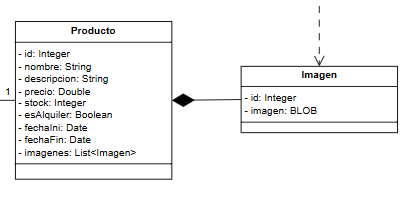 Producto
- id: Integer
- nombre: String
- descripcion: String
- precio: Double
- stock: Integer
- esAlquiler: Boolean
- fechaIni: Date
- fechaFin: Date
- imagenes: List<Imagen>
1
Imagen
- id: Integer
- imagen: BLOB